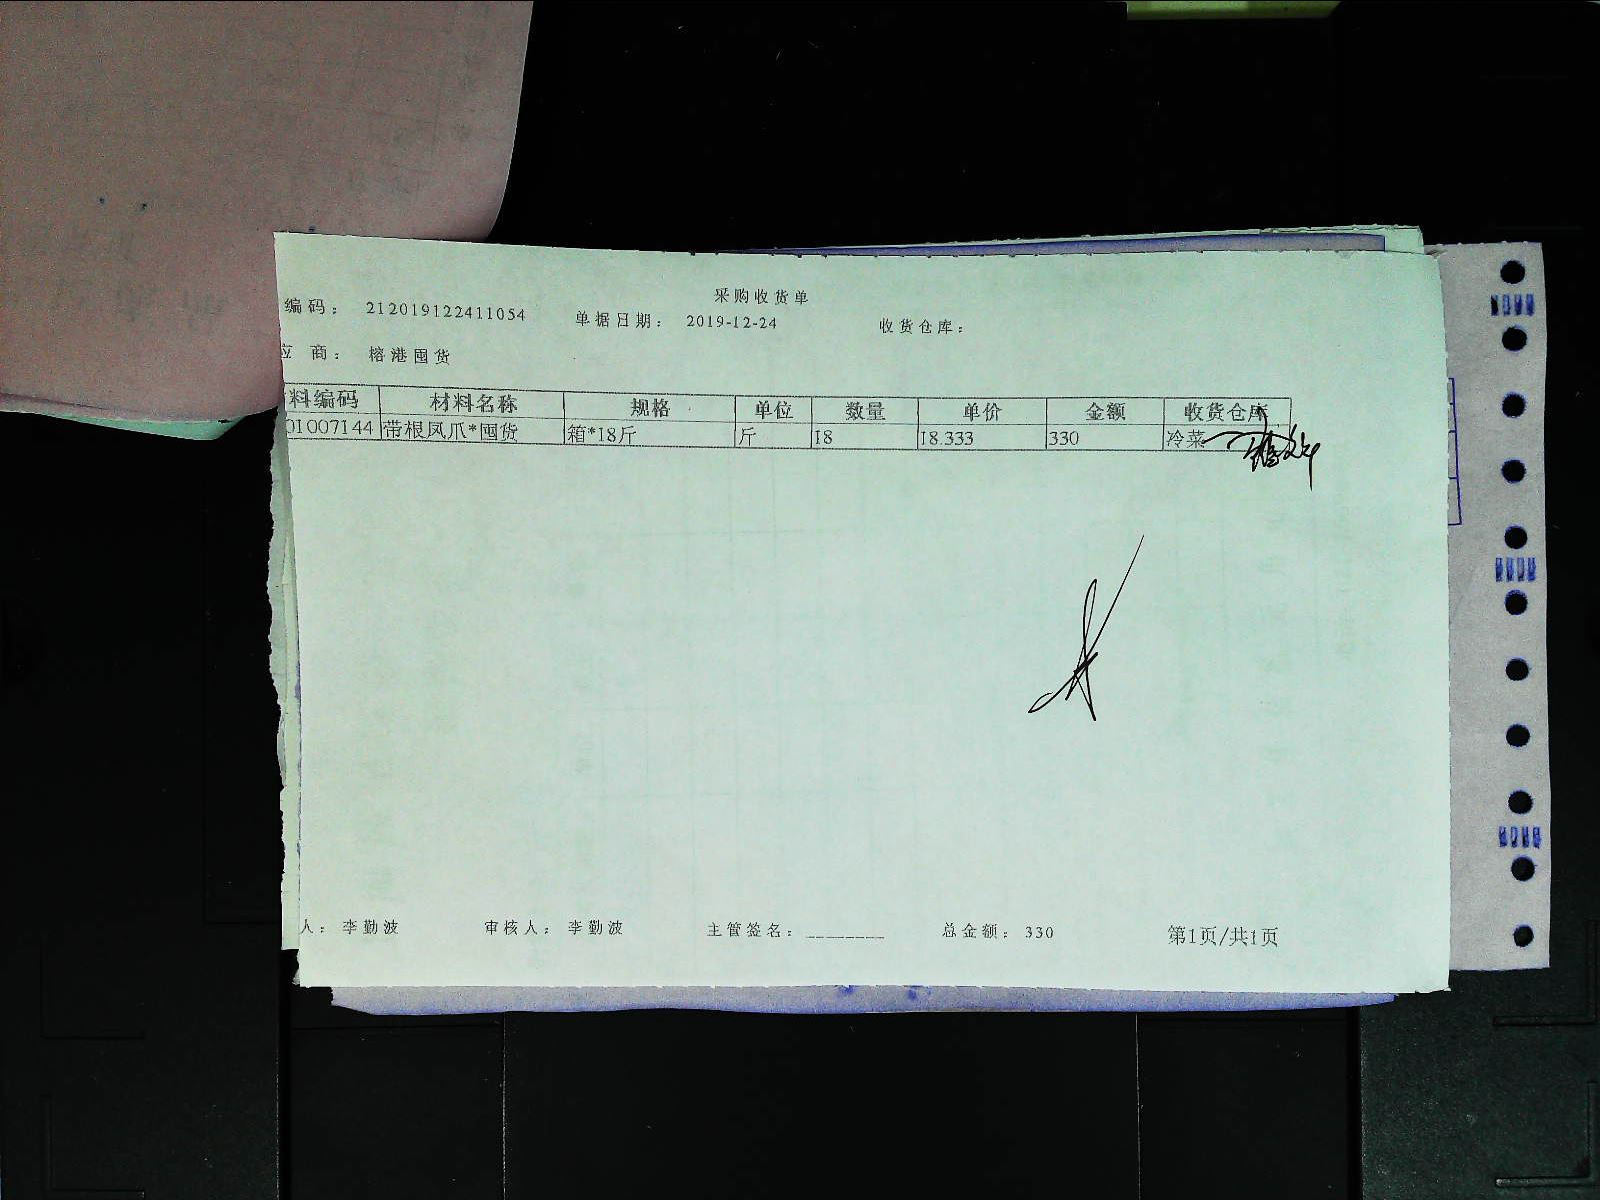 采购收货单
编码： 212019122411054 单据日期： 2019-12-24 收货仓库：
应 商： 榕港囤货
料编码 材料名称 规格 单位 数量 单价 金额 收货仓库
01007144 带根凤爪*囤货 箱*18斤 斤 18 18.333 330 冷菜
人： 李勤波 审核人： 李勤波 主管签名：________ 总金额： 330 第1页/共1页